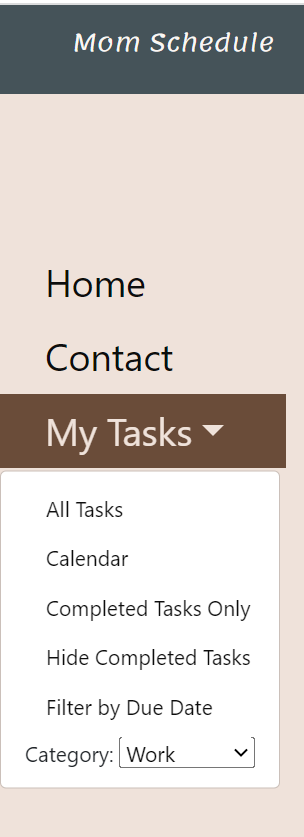 Mom Schedule
Home
Contact
My Tasks
All Tasks
Calendar
Completed Tasks Only
Hide Completed Tasks
Filter by Due Date
Category: Work